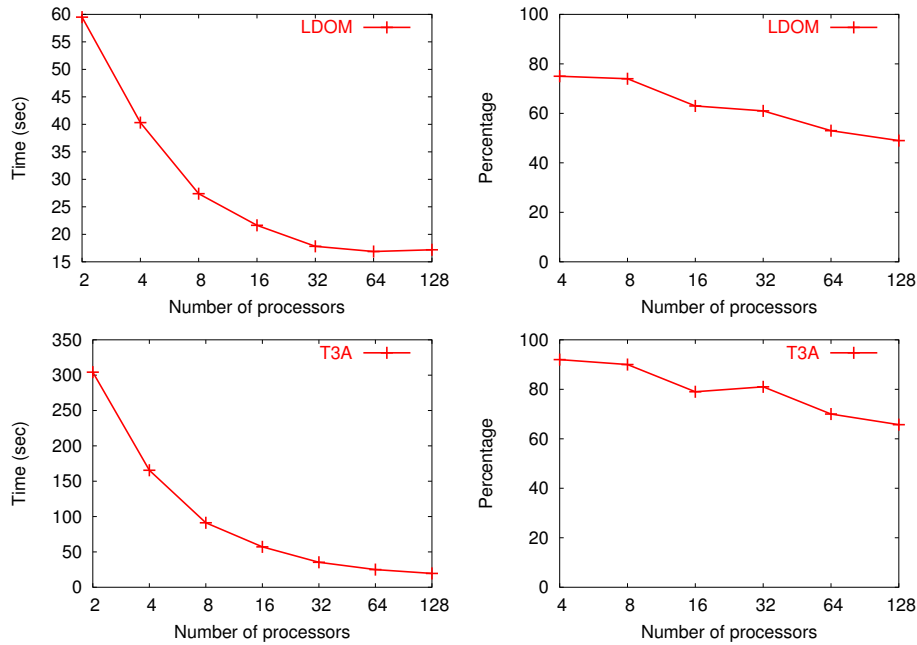 LDOM
Time (sec)
60
55
50
45
40
35
30
25
20
15
2 4 8 16 32 64 128
Number of processors
LDOM
Percentage
100
80
60
40
20
0
4 8 16 32 64 128
Number of processors
T3A
Time (sec)
350
300
250
200
150
100
50
0
2 4 8 16 32 64 128
Number of processors
T3A
Percentage
100
80
60
40
20
0
4 8 16 32 64 128
Number of processors